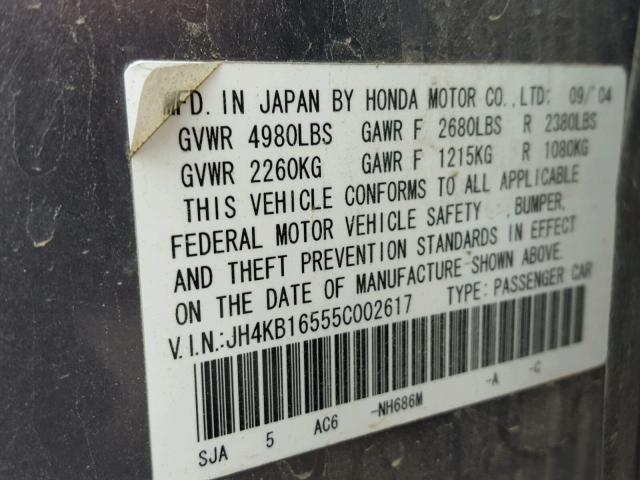 MFD. IN JAPAN BY HONDA MOTOR CO.,LTD: 09/'04
GVWR 4980LBS GAWR F 2680LBS R 2380LBS
GVWR 2260KG GAWR F 1215KG R 1080KG
THIS VEHICLE CONFORMS TO ALL APPLICABLE
FEDERAL MOTOR VEHICLE SAFETY ,BUMPER,
AND THEFT PREVENTION STANDARDS IN EFFECT
ON THE DATE OF MANUFACTURE SHOWN ABOVE.
V.I.N.:JH4KB16555C002617 TYPE: PASSENGER CAR
SJA 5 AC6 -NH686M -A -C